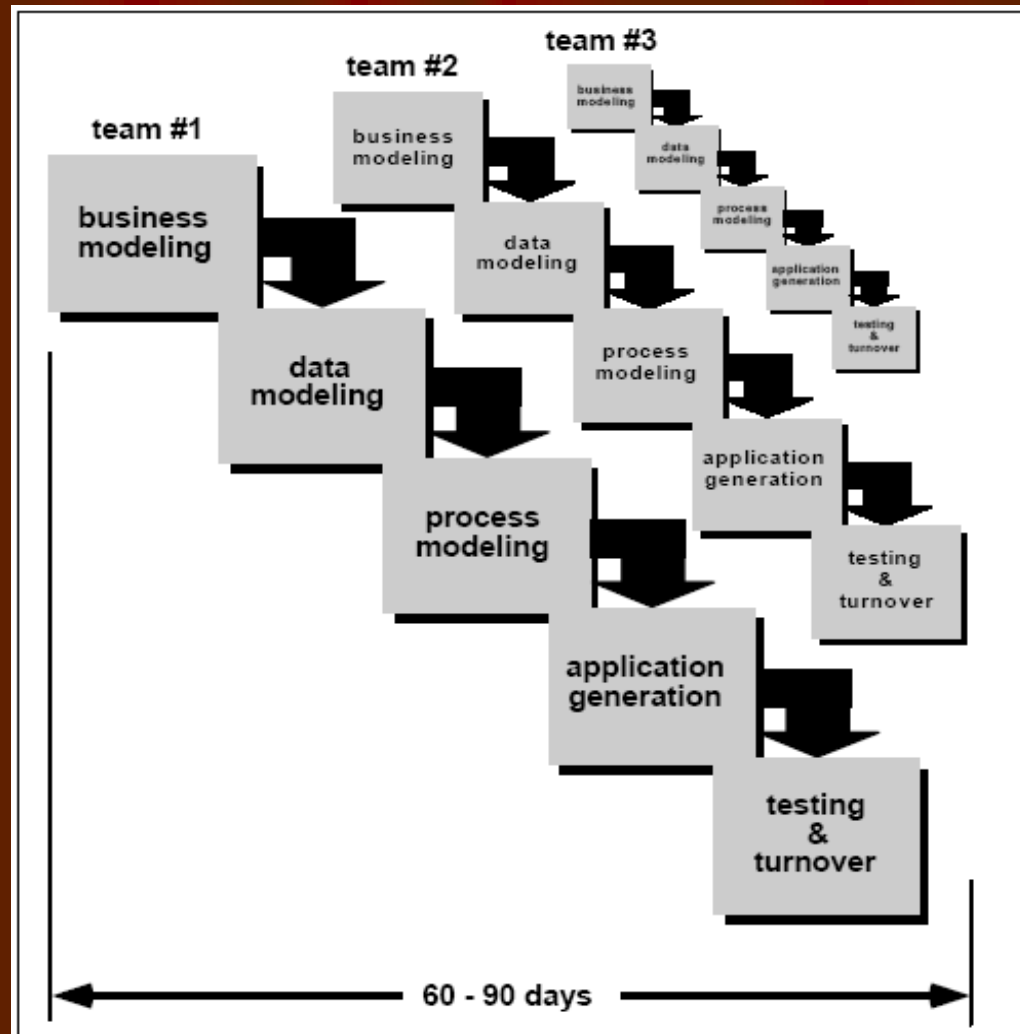 team #1
business
modeling
data
modeling
process
modeling
application
generation
testing
&
turnover
team #2
business
modeling
data
modeling
process
modeling
application
generation
testing
&
turnover
team #3
business
modeling
data
modeling
process
modeling
application
generation
testing
&
turnover
60 - 90 days